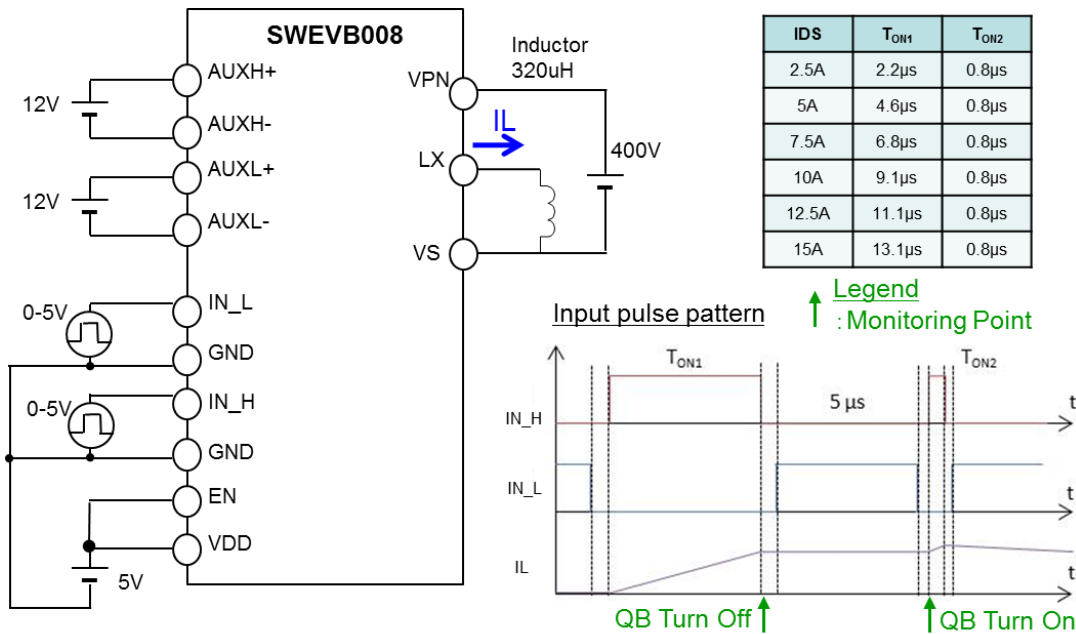 SWEVB008
AUXH+
12V
AUXH-
AUXL+
12V
AUXL-
IN_L
0-5V
GND
IN_H
0-5V
GND
EN
VDD
5V
VPN
Inductor
320uH
IL
LX
400V
VS
IDS TON1 TON2
2.5A 2.2µs 0.8µs
5A 4.6µs 0.8µs
7.5A 6.8µs 0.8µs
10A 9.1µs 0.8µs
12.5A 11.1µs 0.8µs
15A 13.1µs 0.8µs
Legend
: Monitoring Point
Input pulse pattern
TON1 TON2
5 µs
IN_H t
IN_L t
IL t
QB Turn Off QB Turn On